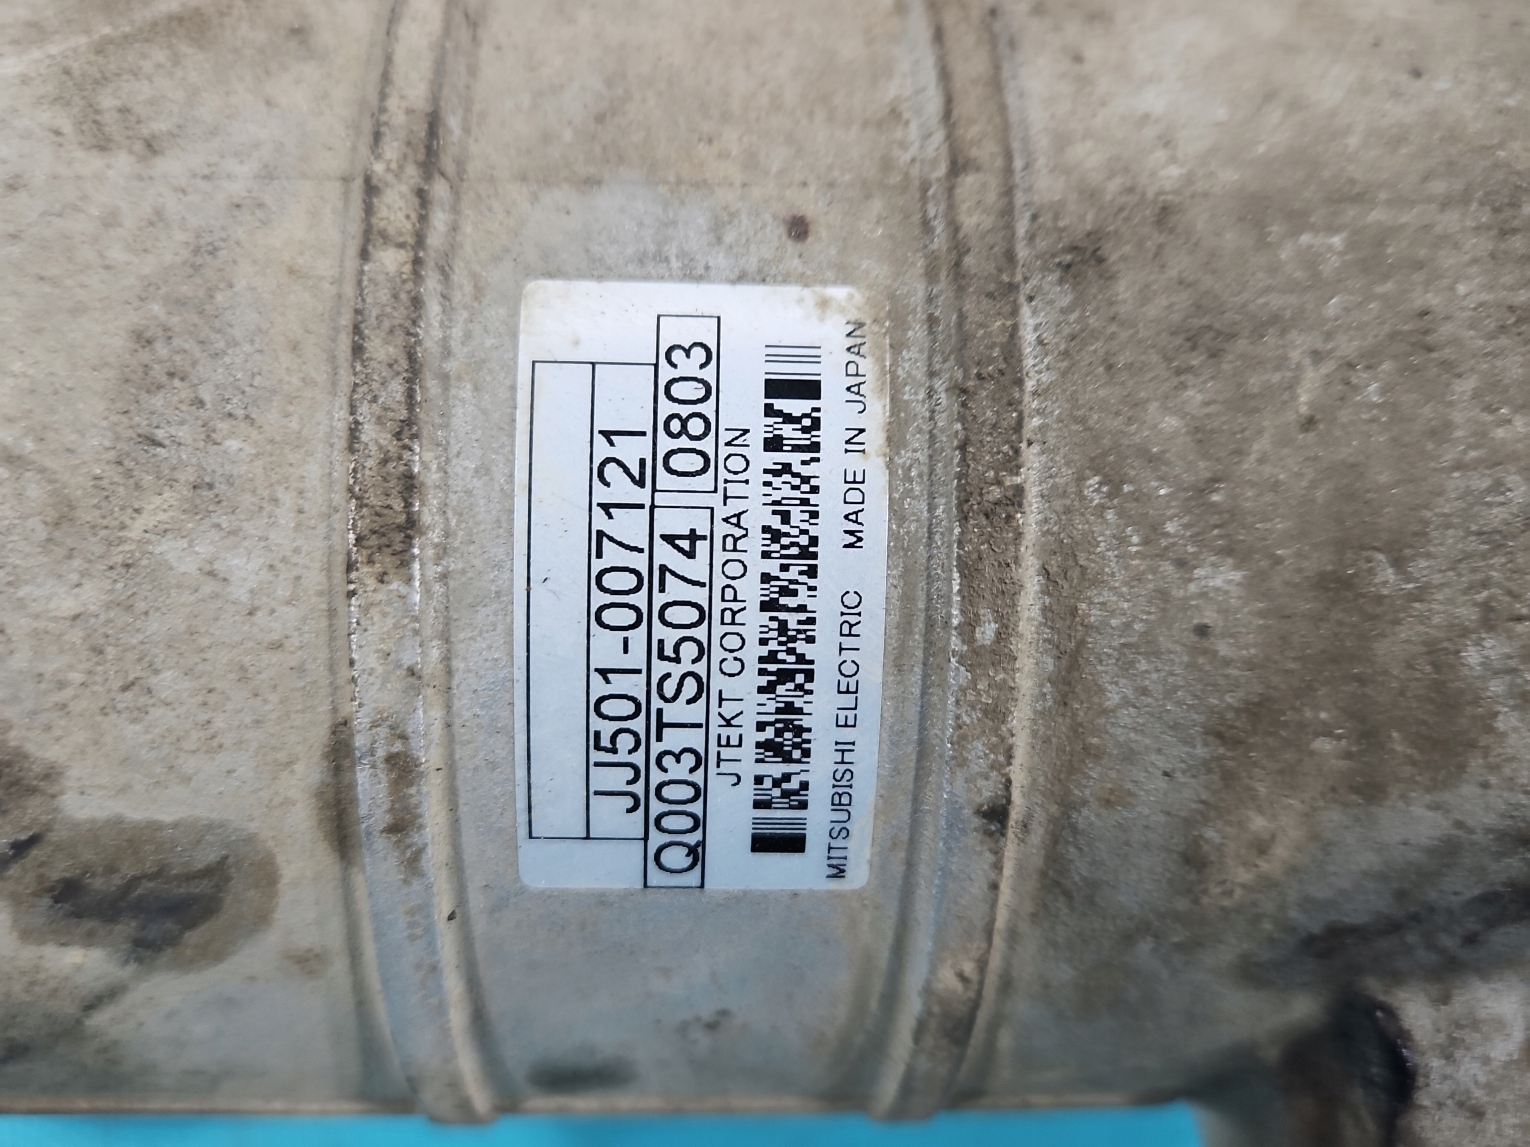 JJ501-007121
Q003TS5074 0803
JTEKT CORPORATION
MITSUBISHI ELECTRIC MADE IN JAPAN